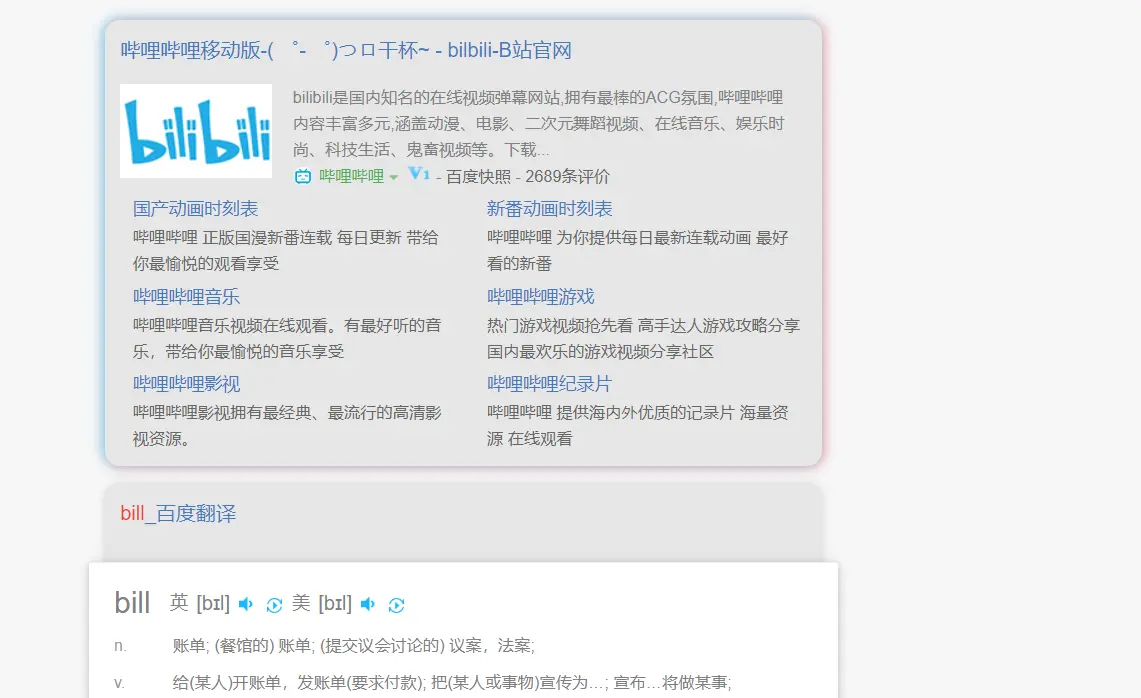 哔哩哔哩移动版-(　゜-　゜)つロ干杯~ - bilbili-B站官网
bilibili
bilibili是国内知名的在线视频弹幕网站,拥有最棒的ACG氛围,哔哩哔哩
内容丰富多元,涵盖动漫、电影、二次元舞蹈视频、在线音乐、娱乐时
尚、科技生活、鬼畜视频等。下载...
哔哩哔哩 V1 - 百度快照 - 2689条评价
国产动画时刻表
哔哩哔哩 正版国漫新番连载 每日更新 带给
你最愉悦的观看享受
新番动画时刻表
哔哩哔哩 为你提供每日最新连载动画 最好
看的新番
哔哩哔哩音乐
哔哩哔哩音乐视频在线观看。有最好听的音
乐，带给你最愉悦的音乐享受
哔哩哔哩游戏
热门游戏视频抢先看 高手达人游戏攻略分享
国内最欢乐的游戏视频分享社区
哔哩哔哩影视
哔哩哔哩影视拥有最经典、最流行的高清影
视资源。
哔哩哔哩纪录片
哔哩哔哩 提供海内外优质的记录片 海量资
源 在线观看
bill_百度翻译
bill 英 [bɪl] 美 [bɪl]
n. 账单; (餐馆的) 账单; (提交议会讨论的) 议案，法案;
v. 给(某人)开账单，发账单(要求付款); 把(某人或事物)宣传为…; 宣布…将做某事;